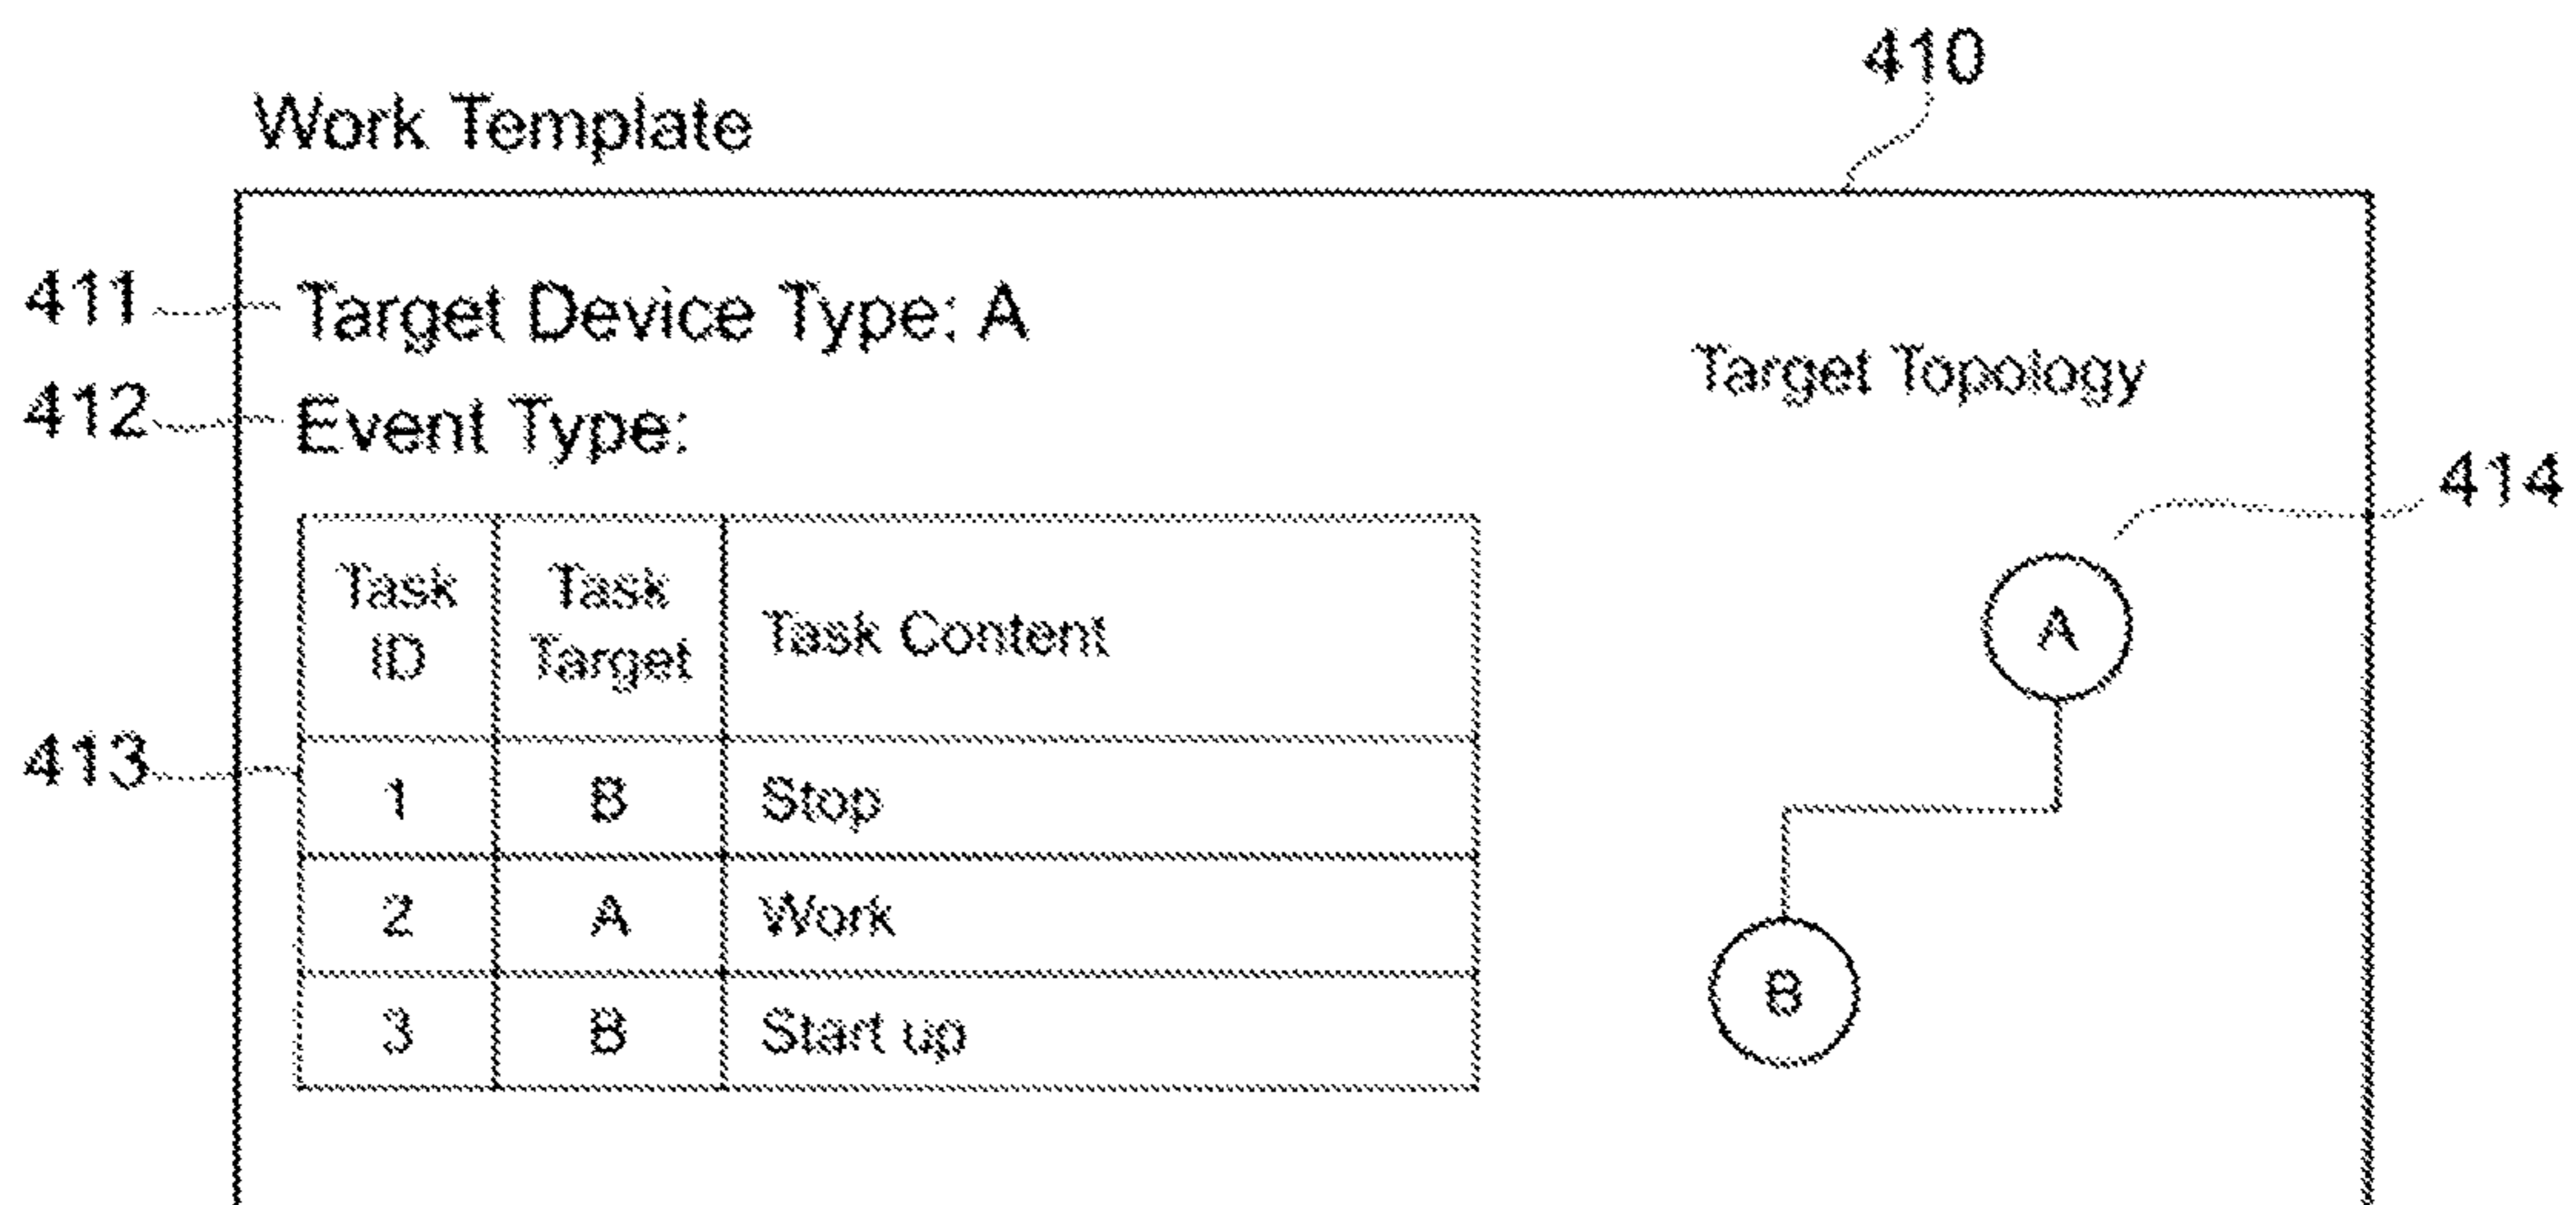 410
Work Template
411 Target Device Type: A
Target Topology
412 Event Type:
414
Task ID Task Target Task Content
A
413
1 B Stop
2 A Work
B
3 B Start up